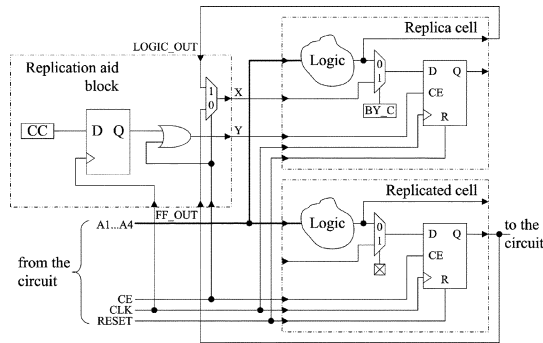 LOGIC_OUT
Replica cell
Replication aid
block
Logic
0
1
D Q
CE
R
BY_C
1
0
X
Y
CC
D Q
Replicated cell
FF_OUT
A1...A4
Logic
0
1
D Q
CE
R
to the
circuit
from the
circuit
CE
CLK
RESET